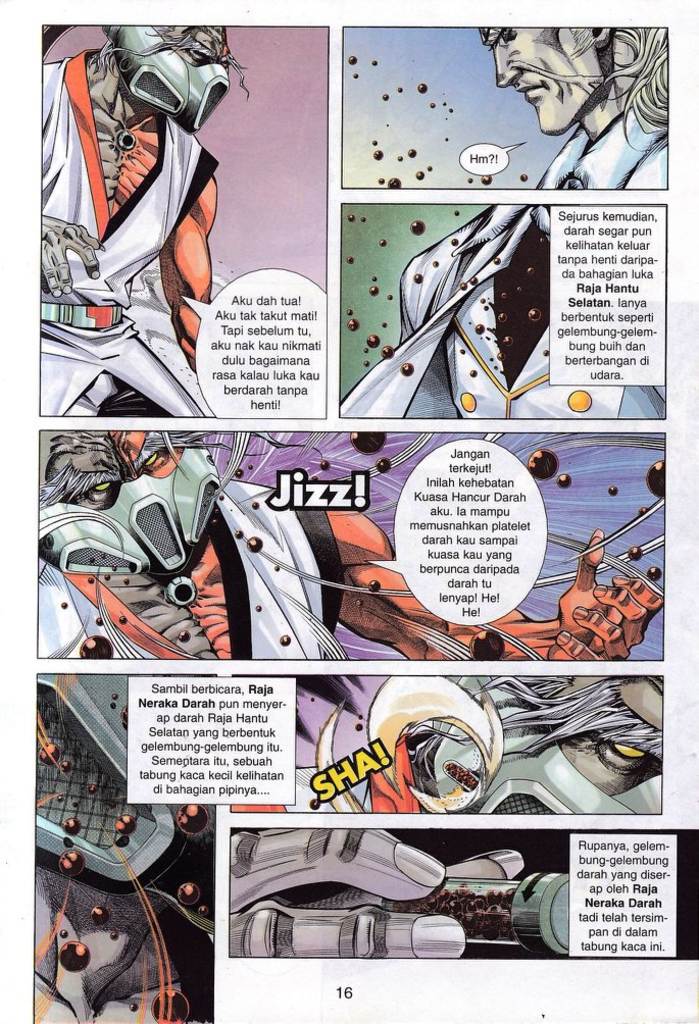 Aku dah tua!
Aku tak takut mati!
Tapi sebelum tu,
aku nak kau nikmati
dulu bagaimana
rasa kalau luka kau
berdarah tanpa
henti!
Hm?!
Sejurus kemudian,
darah segar pun
kelihatan keluar
tanpa henti daripa-
da bahagian luka
Raja Hantu
Selatan. Ianya
berbentuk seperti
gelembung-gelem-
bung buih dan
berterbangan di
udara.
Jizz!
Jangan
terkejut!
Inilah kehebatan
Kuasa Hancur Darah
aku. Ia mampu
memusnahkan platelet
darah kau sampai
kuasa kau yang
berpunca daripada
darah tu
lenyap! He!
He!
Sambil berbicara, Raja
Neraka Darah pun menyer-
ap darah Raja Hantu
Selatan yang berbentuk
gelembung-gelembung itu.
Semeptara itu, sebuah
tabung kaca kecil kelihatan
di bahagian pipinya....
SHA!
Rupanya, gelem-
bung-gelembung
darah yang diser-
ap oleh Raja
Neraka Darah
tadi telah tersim-
pan di dalam
tabung kaca ini.
16